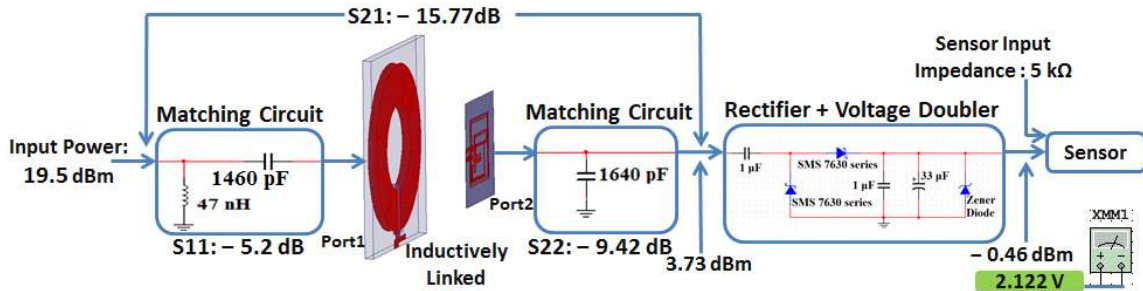 S21: – 15.77dB
Sensor Input
Impedance : 5 kΩ
Matching Circuit
Matching Circuit
Rectifier + Voltage Doubler
Input Power:
19.5 dBm
1460 pF
47 nH
S11: – 5.2 dB
Port1
Inductively
Linked
Port2
1640 pF
S22: – 9.42 dB
3.73 dBm
1 μF
SMS 7630 series
SMS 7630 series
1 μF
33 μF
Zener
Diode
Sensor
– 0.46 dBm
2.122 V
XMM1